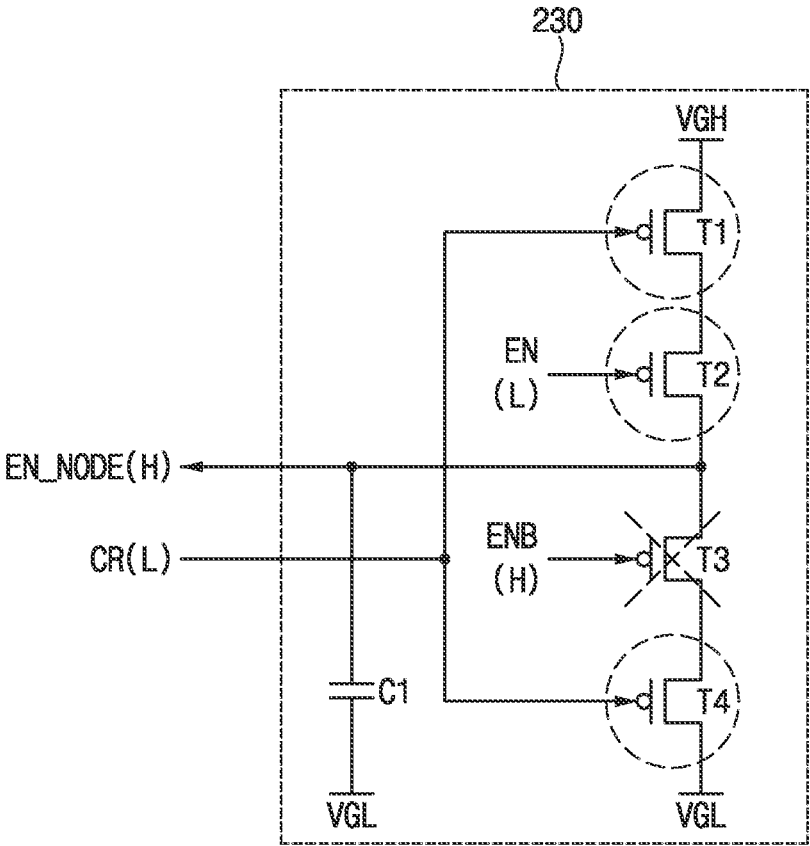 230
VGH
T1
EN
(L)
T2
EN_NODE(H)
CR(L)
ENB
(H)
T3
C1
T4
VGL
VGL